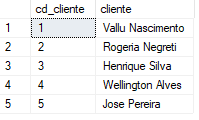 cd_cliente cliente
1 1 Vallu Nascimento
2 2 Rogeria Negreti
3 3 Henrique Silva
4 4 Wellington Alves
5 5 Jose Pereira